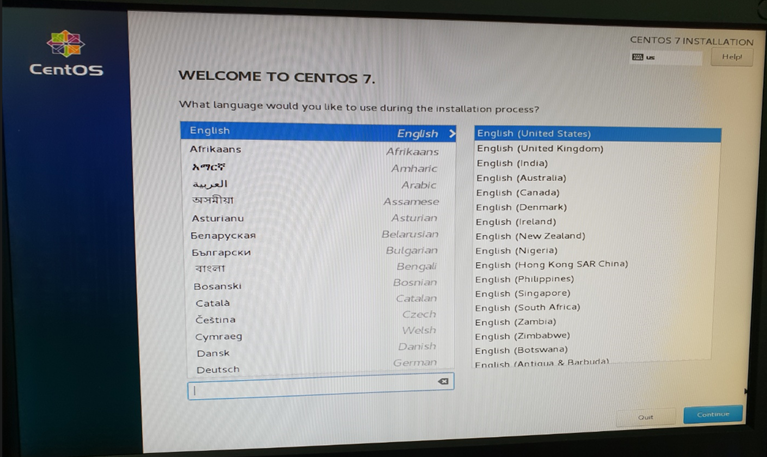 CentOS
CENTOS 7 INSTALLATION
us
Help!
WELCOME TO CENTOS 7.
What language would you like to use during the installation process?
English English
Afrikaans Afrikaans
አማርኛ Amharic
العربية Arabic
অসমীয়া Assamese
Asturianu Asturian
Беларуская Belarusian
Български Bulgarian
বাংলা Bengali
Bosanski Bosnian
Català Catalan
Čeština Czech
Cymraeg Welsh
Dansk Danish
Deutsch German
English (United States)
English (United Kingdom)
English (India)
English (Australia)
English (Canada)
English (Denmark)
English (Ireland)
English (New Zealand)
English (Nigeria)
English (Hong Kong SAR China)
English (Philippines)
English (Singapore)
English (South Africa)
English (Zambia)
English (Zimbabwe)
English (Botswana)
English (Antigua & Barbuda)
Quit
Continue